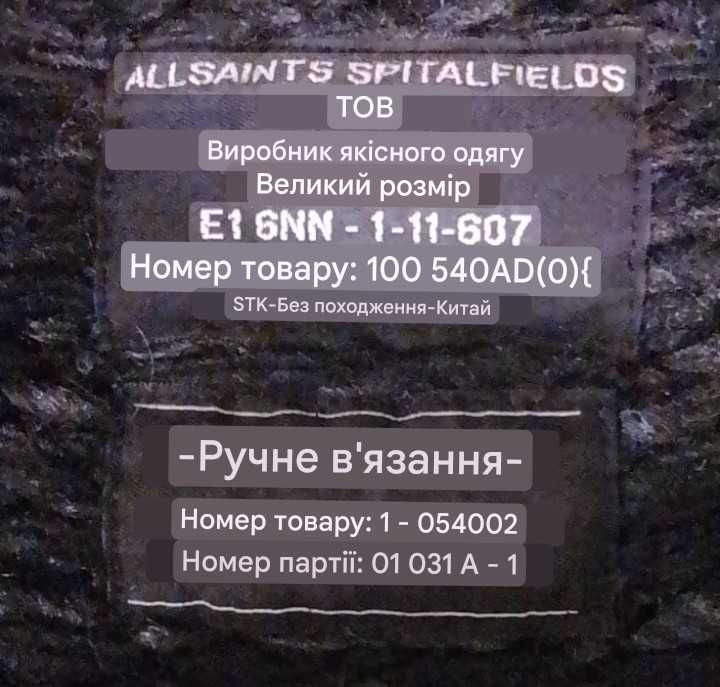 ALLSAINTS SPITALFIELDS
ТОВ
Виробник якісного одягу
Великий розмір
E1 6NN - 1-11-607
Номер товару: 100 540AD(0){
STK-Без походження-Китай
-Ручне в'язання-
Номер товару: 1 - 054002
Номер партії: 01 031 A - 1